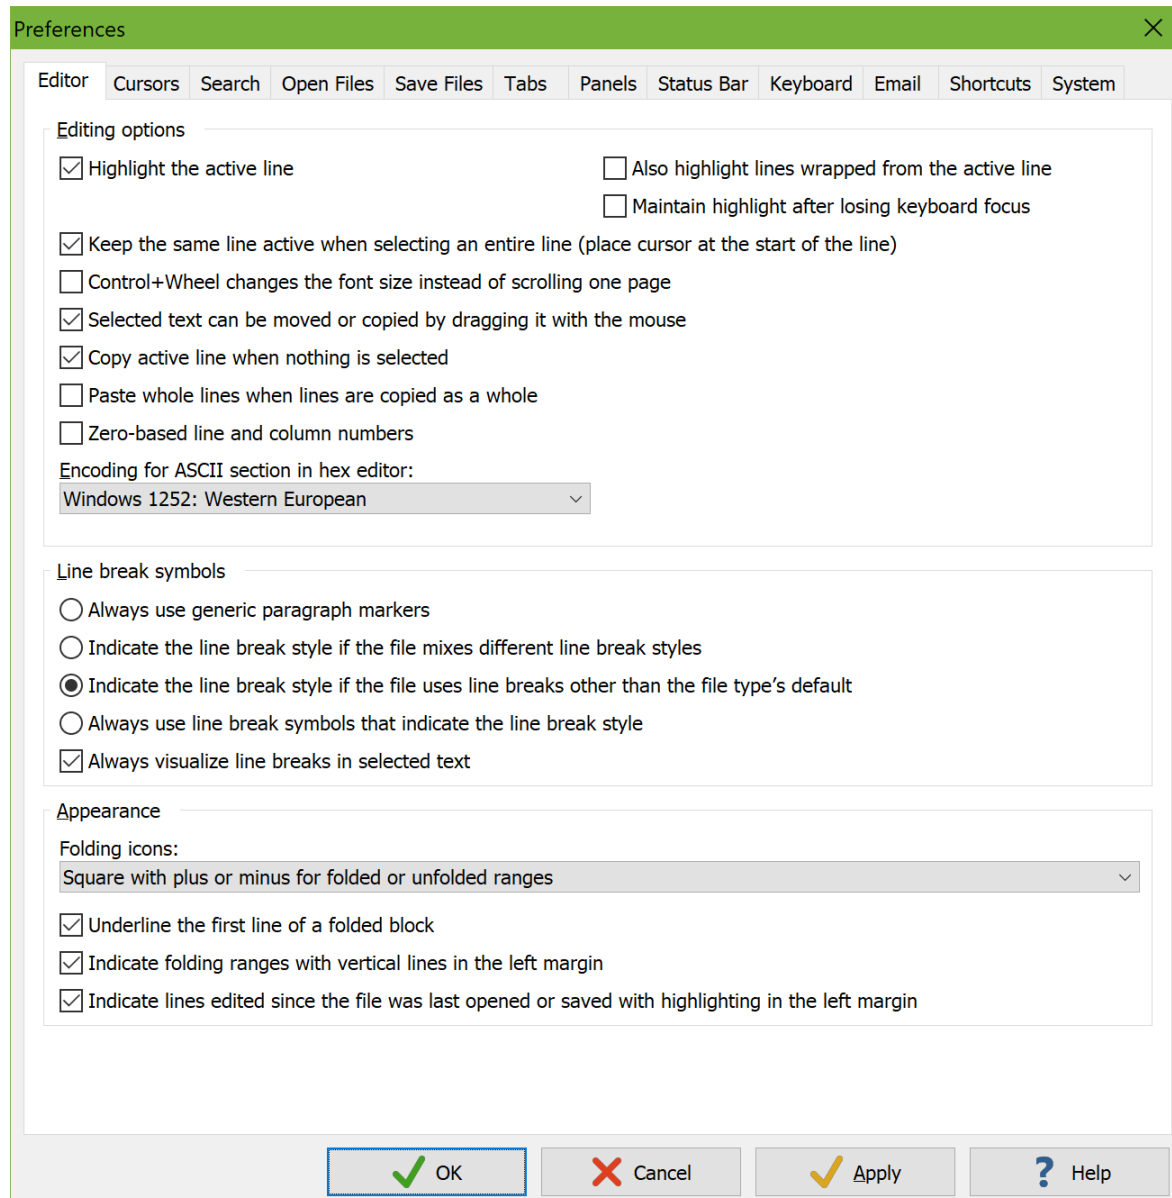 Preferences
Editor Cursors Search Open Files Save Files Tabs Panels Status Bar Keyboard Email Shortcuts System
Editing options
Highlight the active line
Also highlight lines wrapped from the active line
Maintain highlight after losing keyboard focus
Keep the same line active when selecting an entire line (place cursor at the start of the line)
Control+Wheel changes the font size instead of scrolling one page
Selected text can be moved or copied by dragging it with the mouse
Copy active line when nothing is selected
Paste whole lines when lines are copied as a whole
Zero-based line and column numbers
Encoding for ASCII section in hex editor:
Windows 1252: Western European
Line break symbols
Always use generic paragraph markers
Indicate the line break style if the file mixes different line break styles
Indicate the line break style if the file uses line breaks other than the file type’s default
Always use line break symbols that indicate the line break style
Always visualize line breaks in selected text
Appearance
Folding icons:
Square with plus or minus for folded or unfolded ranges
Underline the first line of a folded block
Indicate folding ranges with vertical lines in the left margin
Indicate lines edited since the file was last opened or saved with highlighting in the left margin
OK Cancel Apply ? Help